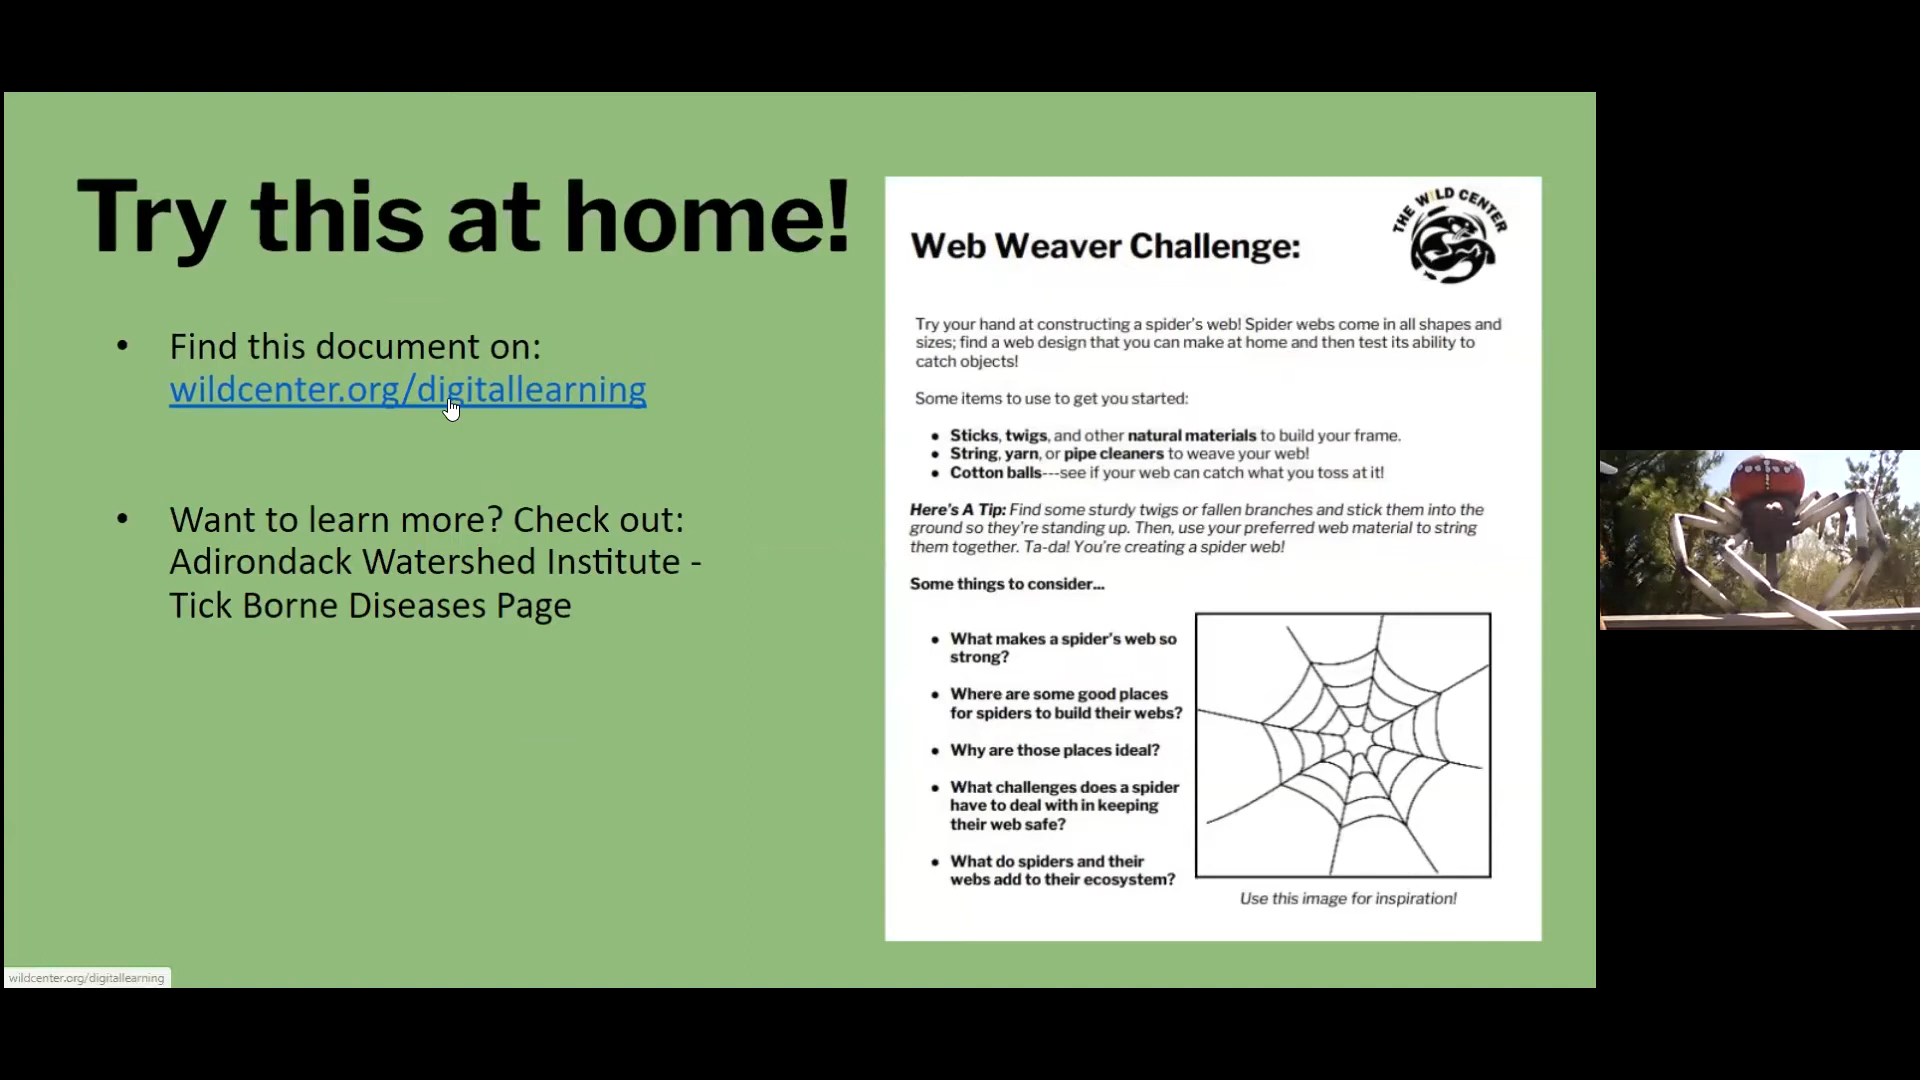 Try this at home!
• Find this document on:
wildcenter.org/digitallearning
• Want to learn more? Check out:
Adirondack Watershed Institute -
Tick Borne Diseases Page
THE WILD CENTER
Web Weaver Challenge:
Try your hand at constructing a spider's web! Spider webs come in all shapes and
sizes; find a web design that you can make at home and then test its ability to
catch objects!
Some items to use to get you started:
• Sticks, twigs, and other natural materials to build your frame.
• String, yarn, or pipe cleaners to weave your web!
• Cotton balls---see if your web can catch what you toss at it!
Here's A Tip: Find some sturdy twigs or fallen branches and stick them into the
ground so they're standing up. Then, use your preferred web material to string
them together. Ta-da! You're creating a spider web!
Some things to consider...
• What makes a spider's web so
strong?
• Where are some good places
for spiders to build their webs?
• Why are those places ideal?
• What challenges does a spider
have to deal with in keeping
their web safe?
• What do spiders and their
webs add to their ecosystem?
Use this image for inspiration!
wildcenter.org/digitallearning